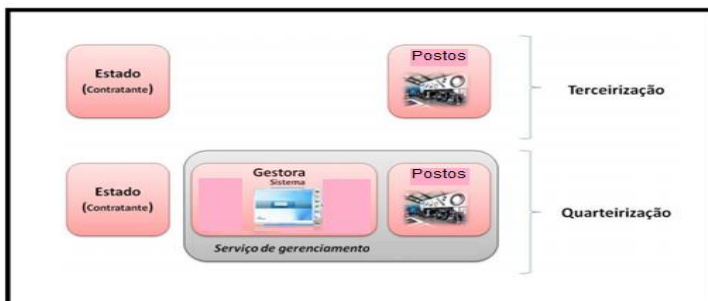 Estado
(Contratante)
Postos
Terceirização
Estado
(Contratante)
Gestora
Sistema
Postos
Serviço de gerenciamento
Quarteirização